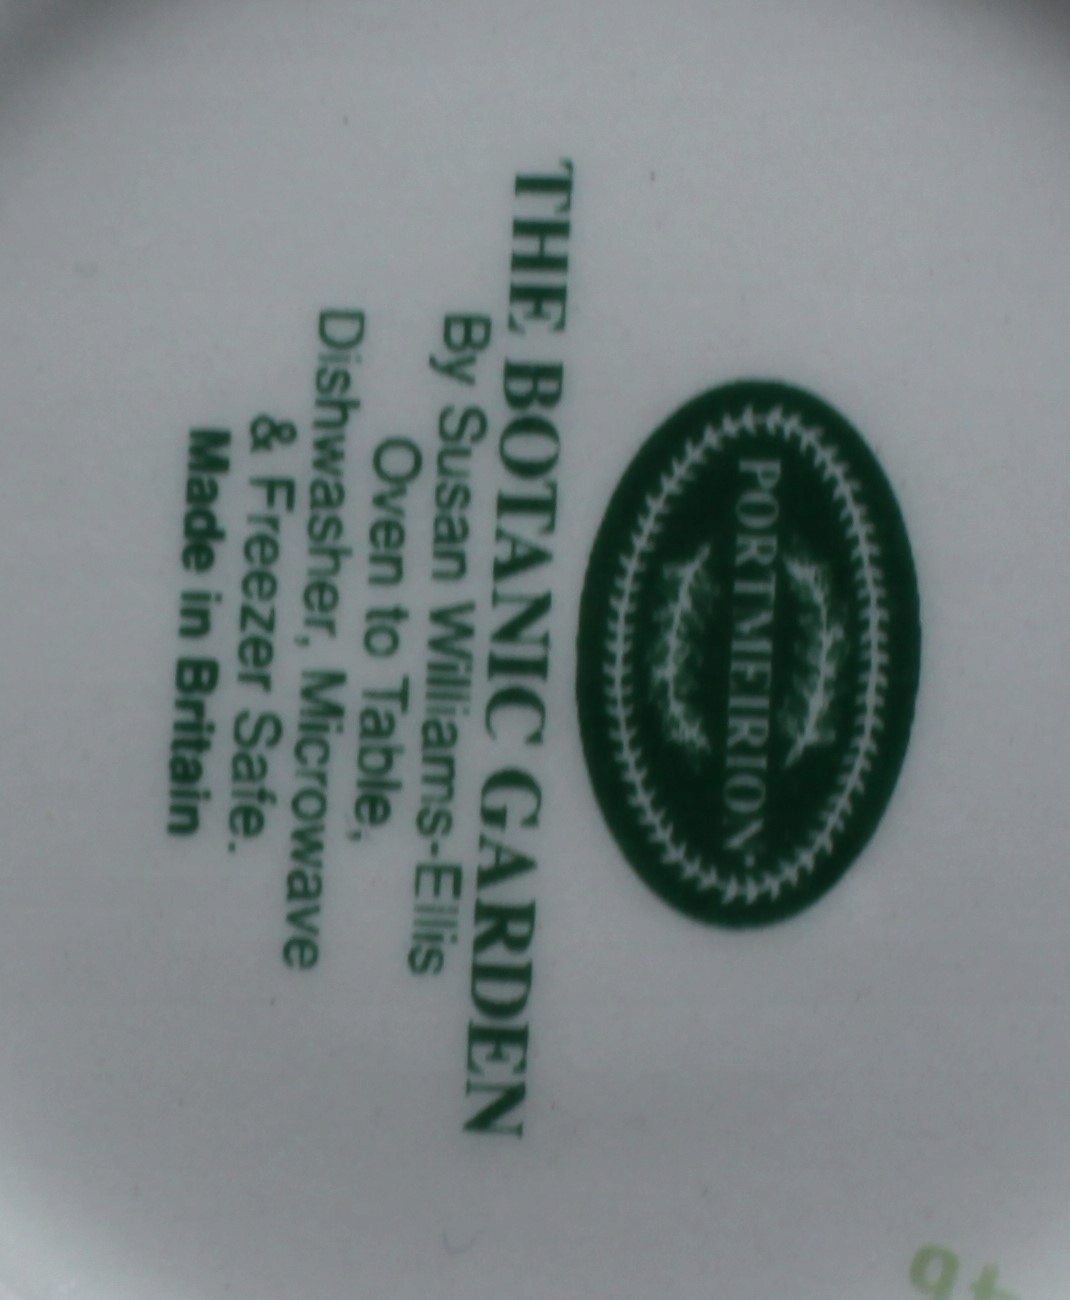 PORTMEIRION
THE BOTANIC GARDEN
By Susan Williams-Ellis
Oven to Table,
Dishwasher, Microwave
& Freezer Safe.
Made in Britain